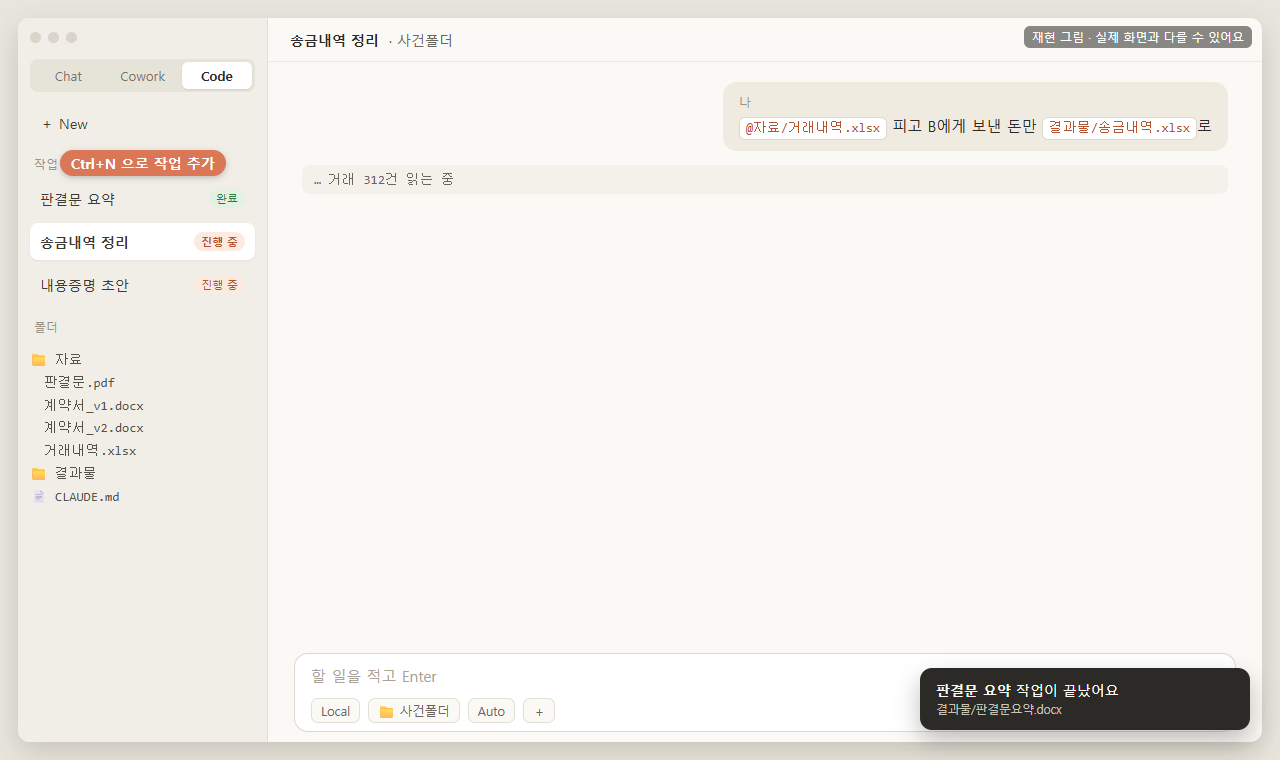 Chat Cowork Code
+ New
작업 Ctrl+N 으로 작업 추가
판결문 요약 완료
송금내역 정리 진행 중
내용증명 초안 진행 중
폴더
자료
판결문.pdf
계약서_v1.docx
계약서_v2.docx
거래내역.xlsx
결과물
CLAUDE.md
송금내역 정리 · 사건폴더
재현 그림 · 실제 화면과 다를 수 있어요
나
@자료/거래내역.xlsx 피고 B에게 보낸 돈만 결과물/송금내역.xlsx로
… 거래 312건 읽는 중
할 일을 적고 Enter
Local 사건폴더 Auto +
판결문 요약 작업이 끝났어요
결과물/판결문요약.docx